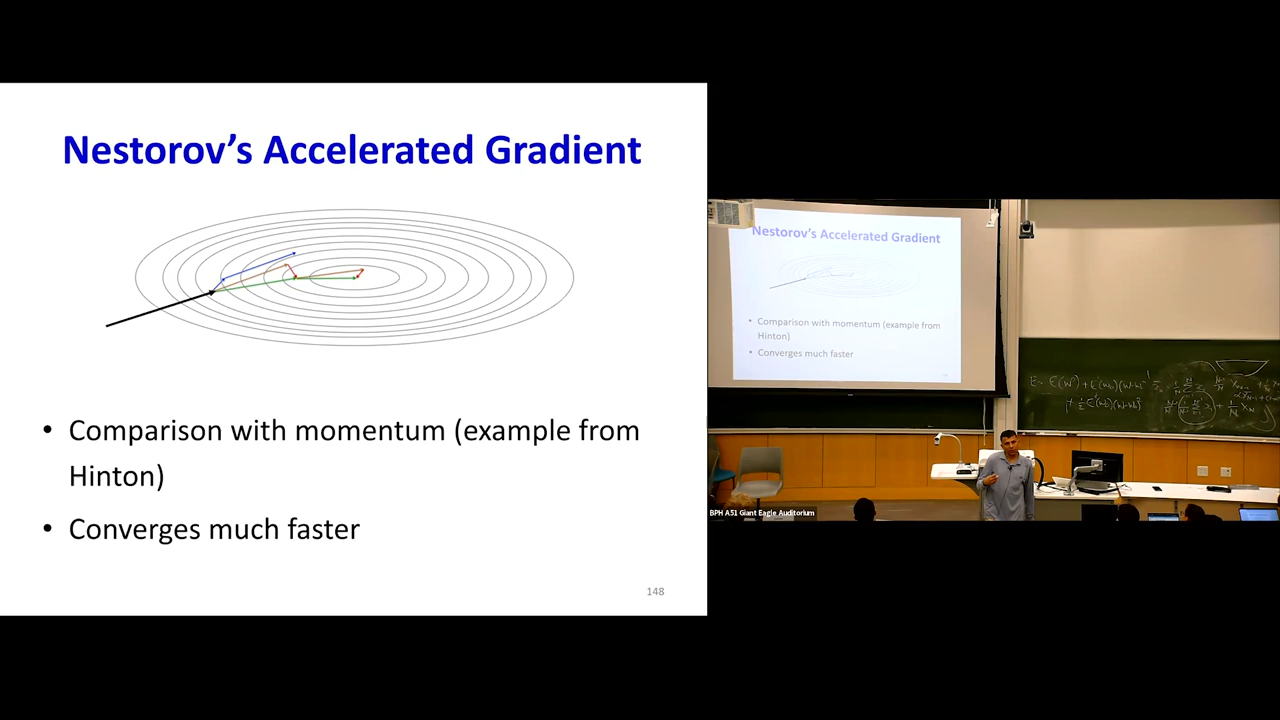 Nestorov's Accelerated Gradient
• Comparison with momentum (example from
Hinton)
• Converges much faster
148
Nestorov's Accelerated Gradient
• Comparison with momentum (example from
Hinton)
• Converges much faster
BPH A51 Giant Eagle Auditorium